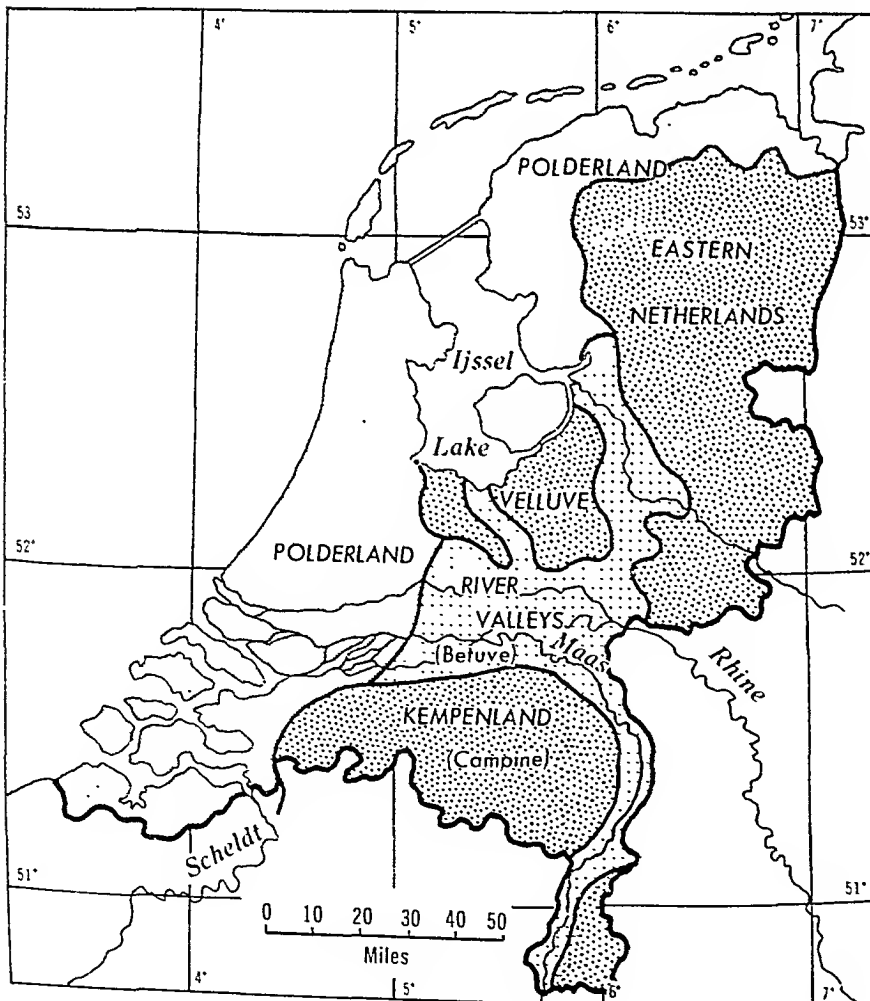 4°
5°
6°
7°
POLDERLAND
53
53°
EASTERN
NETHERLANDS
Ijssel
Lake
VELLUVE
52°
52°
POLDERLAND
RIVER
VALLEYS
(Betuve)
Maas
Rhine
KEMPENLAND
(Campine)
Scheldt
51°
51°
0 10 20 30 40 50
Miles
4°
5°
6°
7°